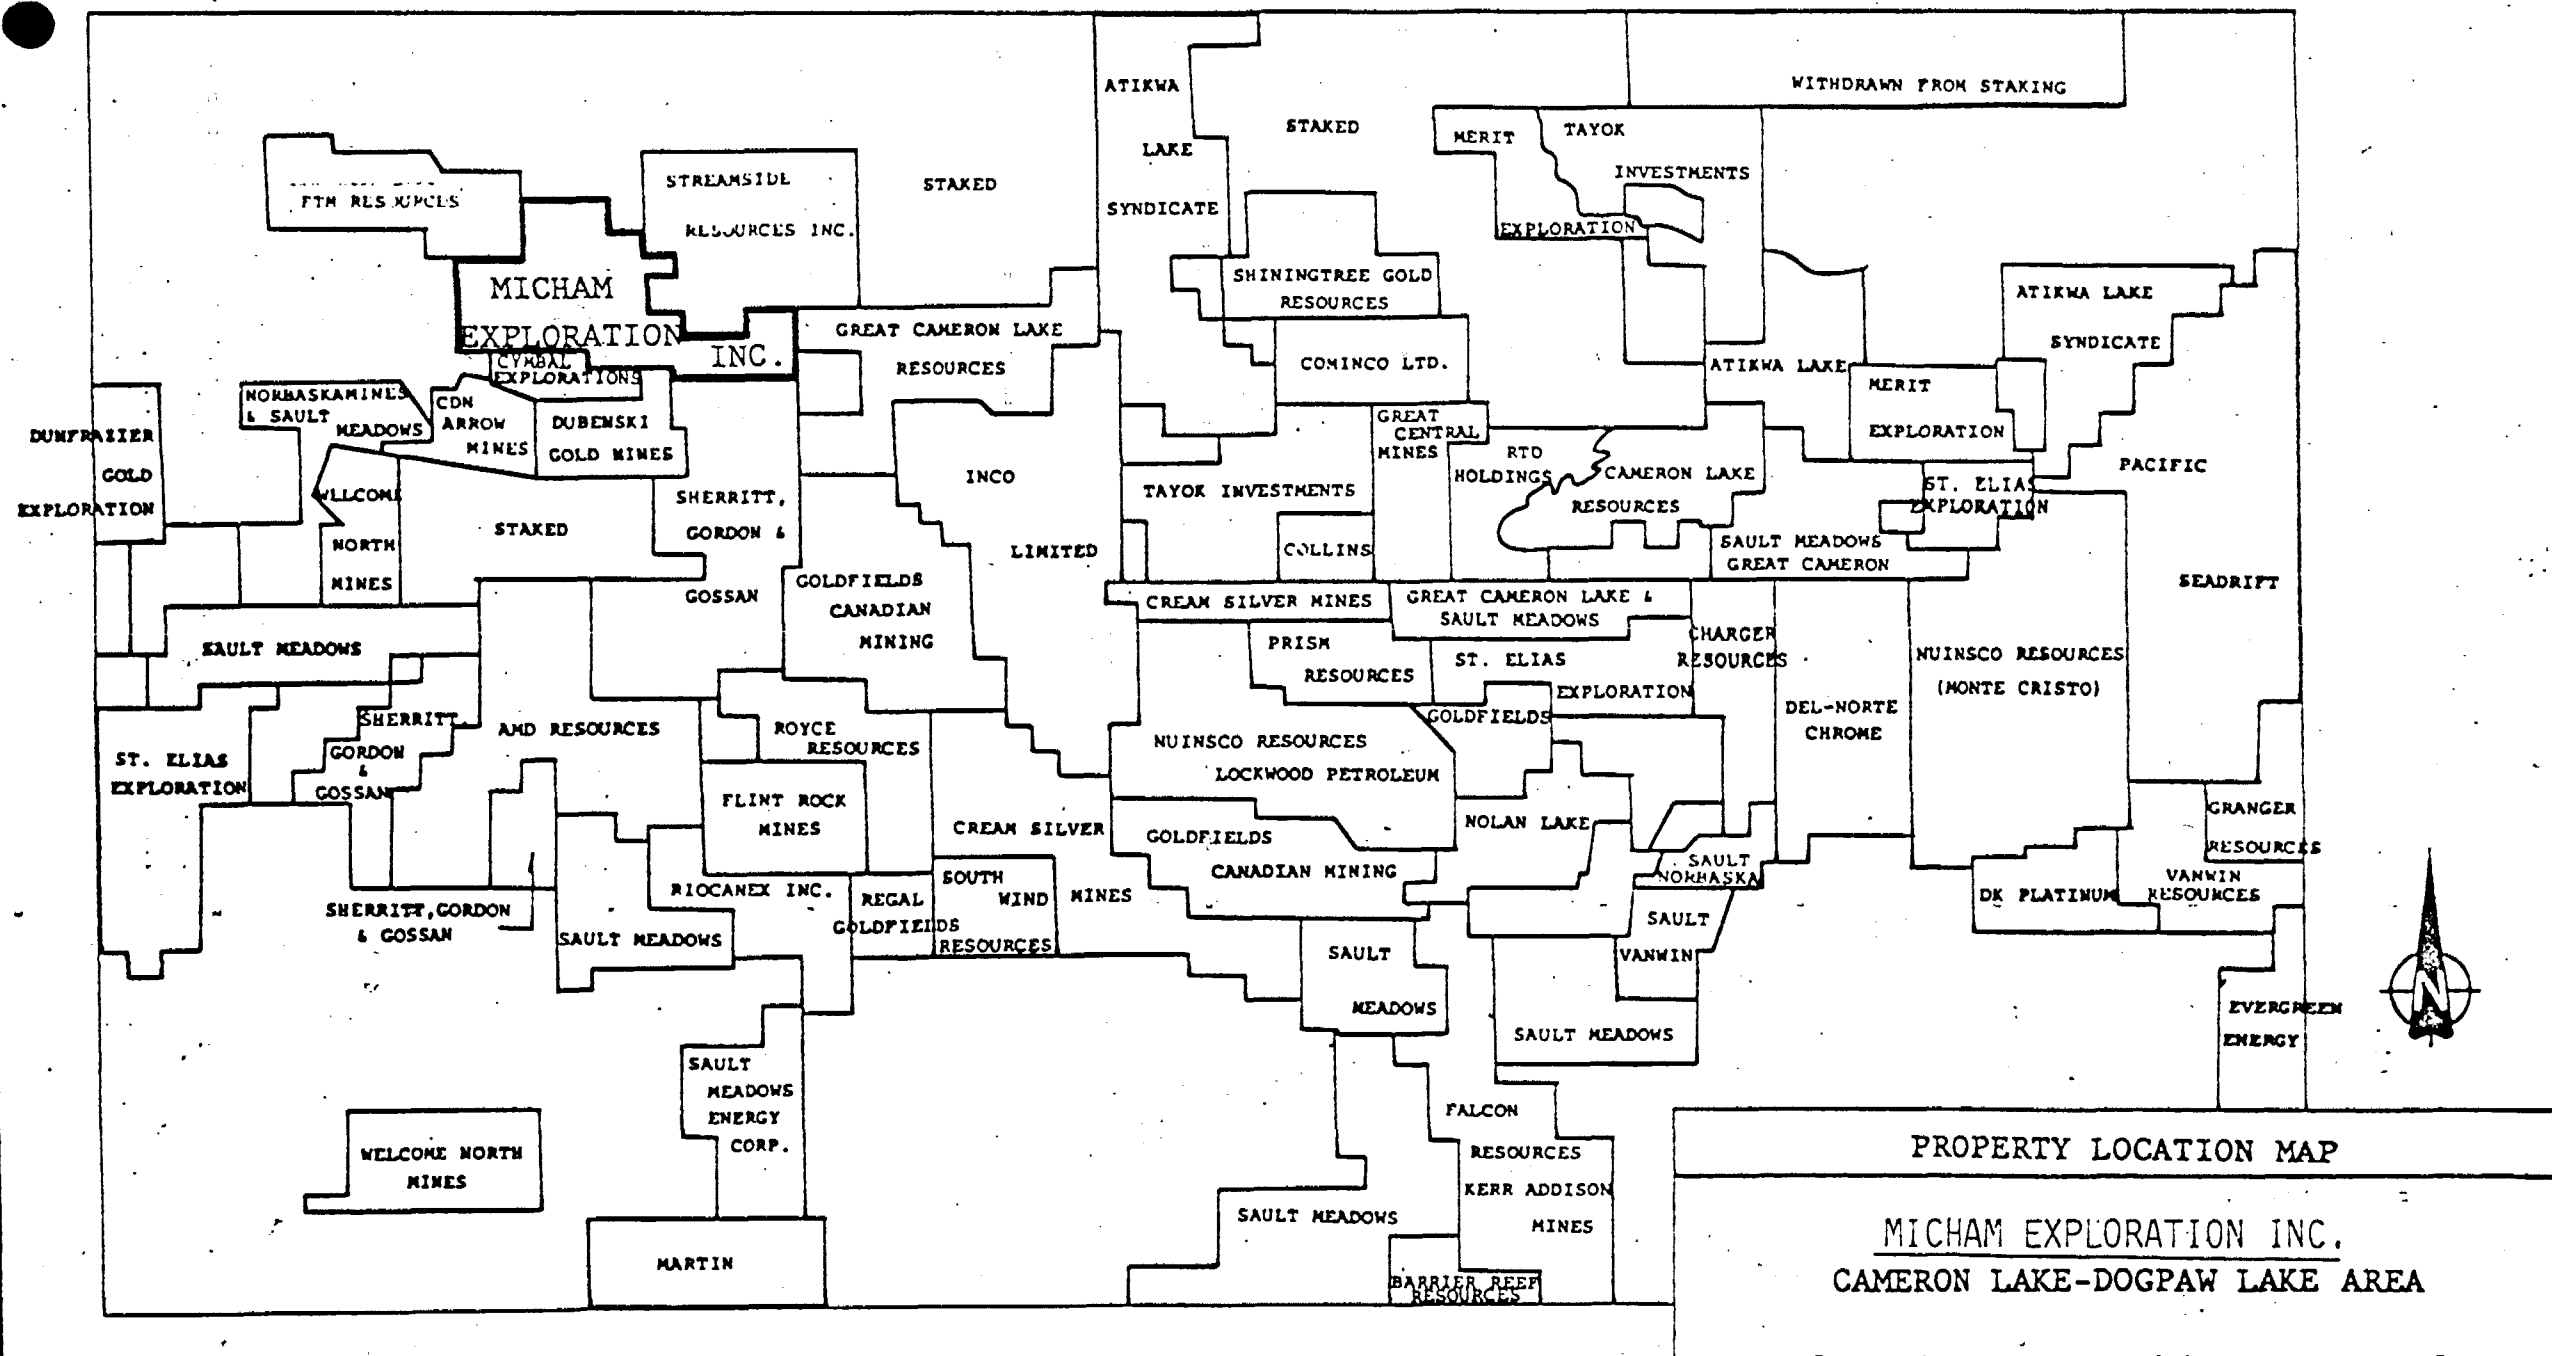 WITHDRAWN FROM STAKING
ATIKWA
LAKE
SYNDICATE
STAKED
MERIT
EXPLORATION
TAYOK
INVESTMENTS
RESOURCES
STREAMSIDE
RESOURCES INC.
STAKED
MICHAM
EXPLORATION
INC.
CYMBAL
EXPLORATIONS
GREAT CAMERON LAKE
RESOURCES
SHININGTREE GOLD
RESOURCES
COMINCO LTD.
ATIKWA LAKE
SYNDICATE
ATIKWA LAKE
MERIT
EXPLORATION
DUNFRAZIER
GOLD
EXPLORATION
NORBASKAMINES
& SAULT
MEADOWS
CDN
ARROW
MINES
DUBENSKI
GOLD MINES
GREAT
CENTRAL
MINES
RTD
HOLDINGS
CAMERON LAKE
RESOURCES
PACIFIC
SEADRIFT
ST. ELIAS
EXPLORATION
WLLCOME
NORTH
MINES
STAKED
SHERRITT,
GORDON &
GOSSAN
INCO
LIMITED
TAYOK INVESTMENTS
COLLINS
SAULT MEADOWS
GREAT CAMERON
GOLDFIELDS
CANADIAN
MINING
CREAM SILVER MINES
GREAT CAMERON LAKE &
SAULT MEADOWS
CHARGER
RESOURCES
SAULT MEADOWS
PRISM
RESOURCES
ST. ELIAS
EXPLORATION
NUINSCO RESOURCES
(MONTE CRISTO)
DEL-NORTE
CHROME
ST. ELIAS
EXPLORATION
SHERRITT
GORDON
&
GOSSAN
AMD RESOURCES
ROYCE
RESOURCES
NUINSCO RESOURCES
LOCKWOOD PETROLEUM
GOLDFIELDS
FLINT ROCK
MINES
CREAM SILVER
MINES
GOLDFIELDS
CANADIAN MINING
NOLAN LAKE
GRANGER
RESOURCES
SAULT
NORBASKA
VANWIN
RESOURCES
DK PLATINUM
SHERRITT, GORDON
& GOSSAN
SAULT MEADOWS
RIOCANEX INC.
REGAL
GOLDFIELDS
SOUTH
WIND
RESOURCES
SAULT
MEADOWS
SAULT
VANWIN
SAULT MEADOWS
EVERGREEN
ENERGY
N
SAULT
MEADOWS
ENERGY
CORP.
WELCOME NORTH
MINES
MARTIN
FALCON
RESOURCES
KERR ADDISON
MINES
SAULT MEADOWS
BARRIER REEF
RESOURCES
PROPERTY LOCATION MAP
MICHAM EXPLORATION INC.
CAMERON LAKE-DOGPAW LAKE AREA